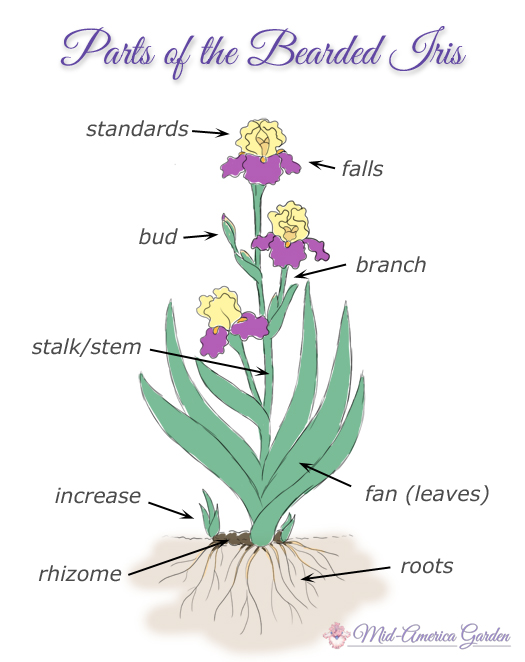 Parts of the Bearded Iris
standards
falls
bud
branch
stalk/stem
increase
fan (leaves)
rhizome
roots
Mid-America Garden